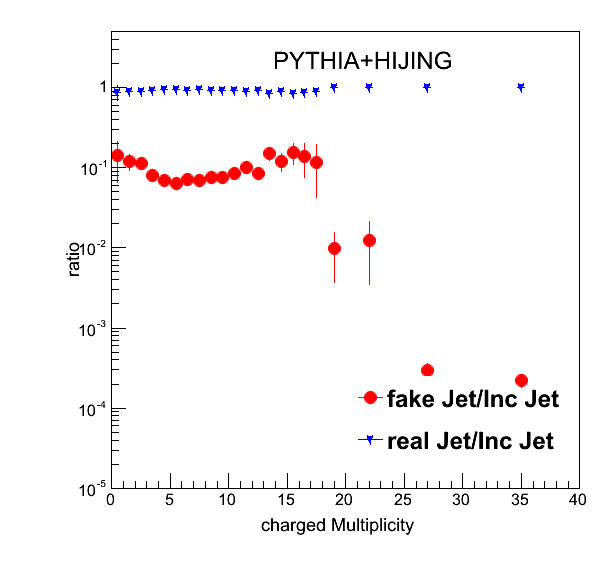 PYTHIA+HIJING
1
10-1
10-2
10-3
10-4
10-5
ratio
fake Jet/Inc Jet
real Jet/Inc Jet
0 5 10 15 20 25 30 35 40
charged Multiplicity